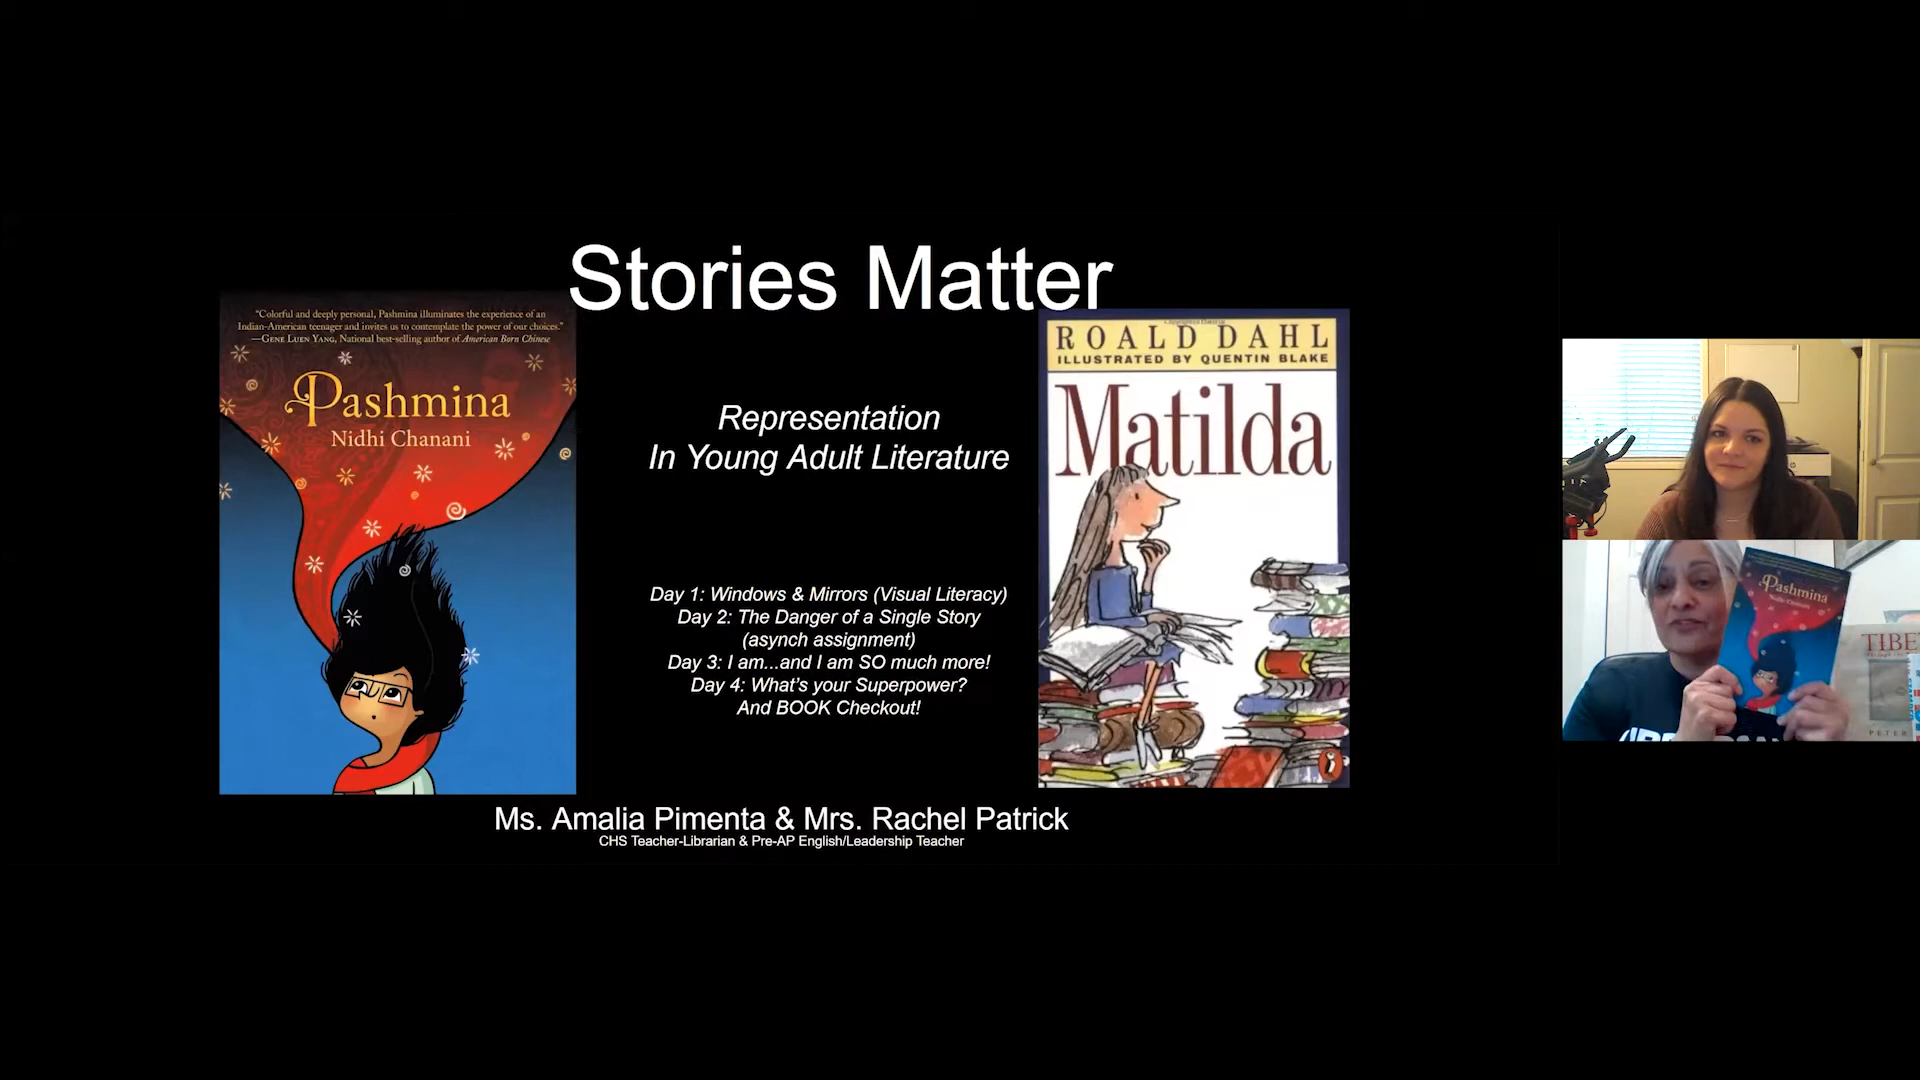 Stories Matter
"Colorful and deeply personal, Pashmina illuminates the experience of an
Indian-American teenager and invites us to contemplate the power of our choices."
—GENE LUEN YANG, National best-selling author of American Born Chinese
Pashmina
Nidhi Chanani
Representation
In Young Adult Literature
Day 1: Windows & Mirrors (Visual Literacy)
Day 2: The Danger of a Single Story
(asynch assignment)
Day 3: I am...and I am SO much more!
Day 4: What's your Superpower?
And BOOK Checkout!
ROALD DAHL
ILLUSTRATED BY QUENTIN BLAKE
Matilda
Ms. Amalia Pimenta & Mrs. Rachel Patrick
CHS Teacher-Librarian & Pre-AP English/Leadership Teacher
Pashmina
Nidhi Chanani
PETER